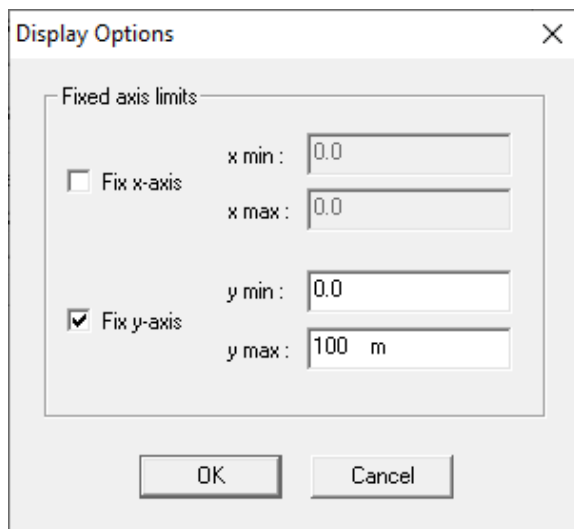 Display Options
Fixed axis limits
Fix x-axis
x min : 0.0
x max : 0.0
Fix y-axis
y min : 0.0
y max : 100 m
OK Cancel